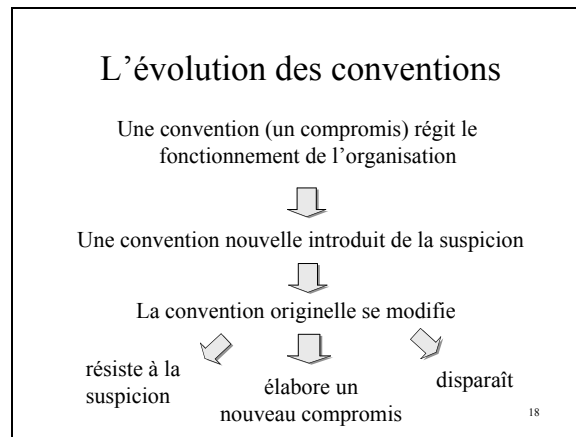 L’évolution des conventions
Une convention (un compromis) régit le
fonctionnement de l’organisation
Une convention nouvelle introduit de la suspicion
La convention originelle se modifie
résiste à la
suspicion
élabore un
nouveau compromis
disparaît
18